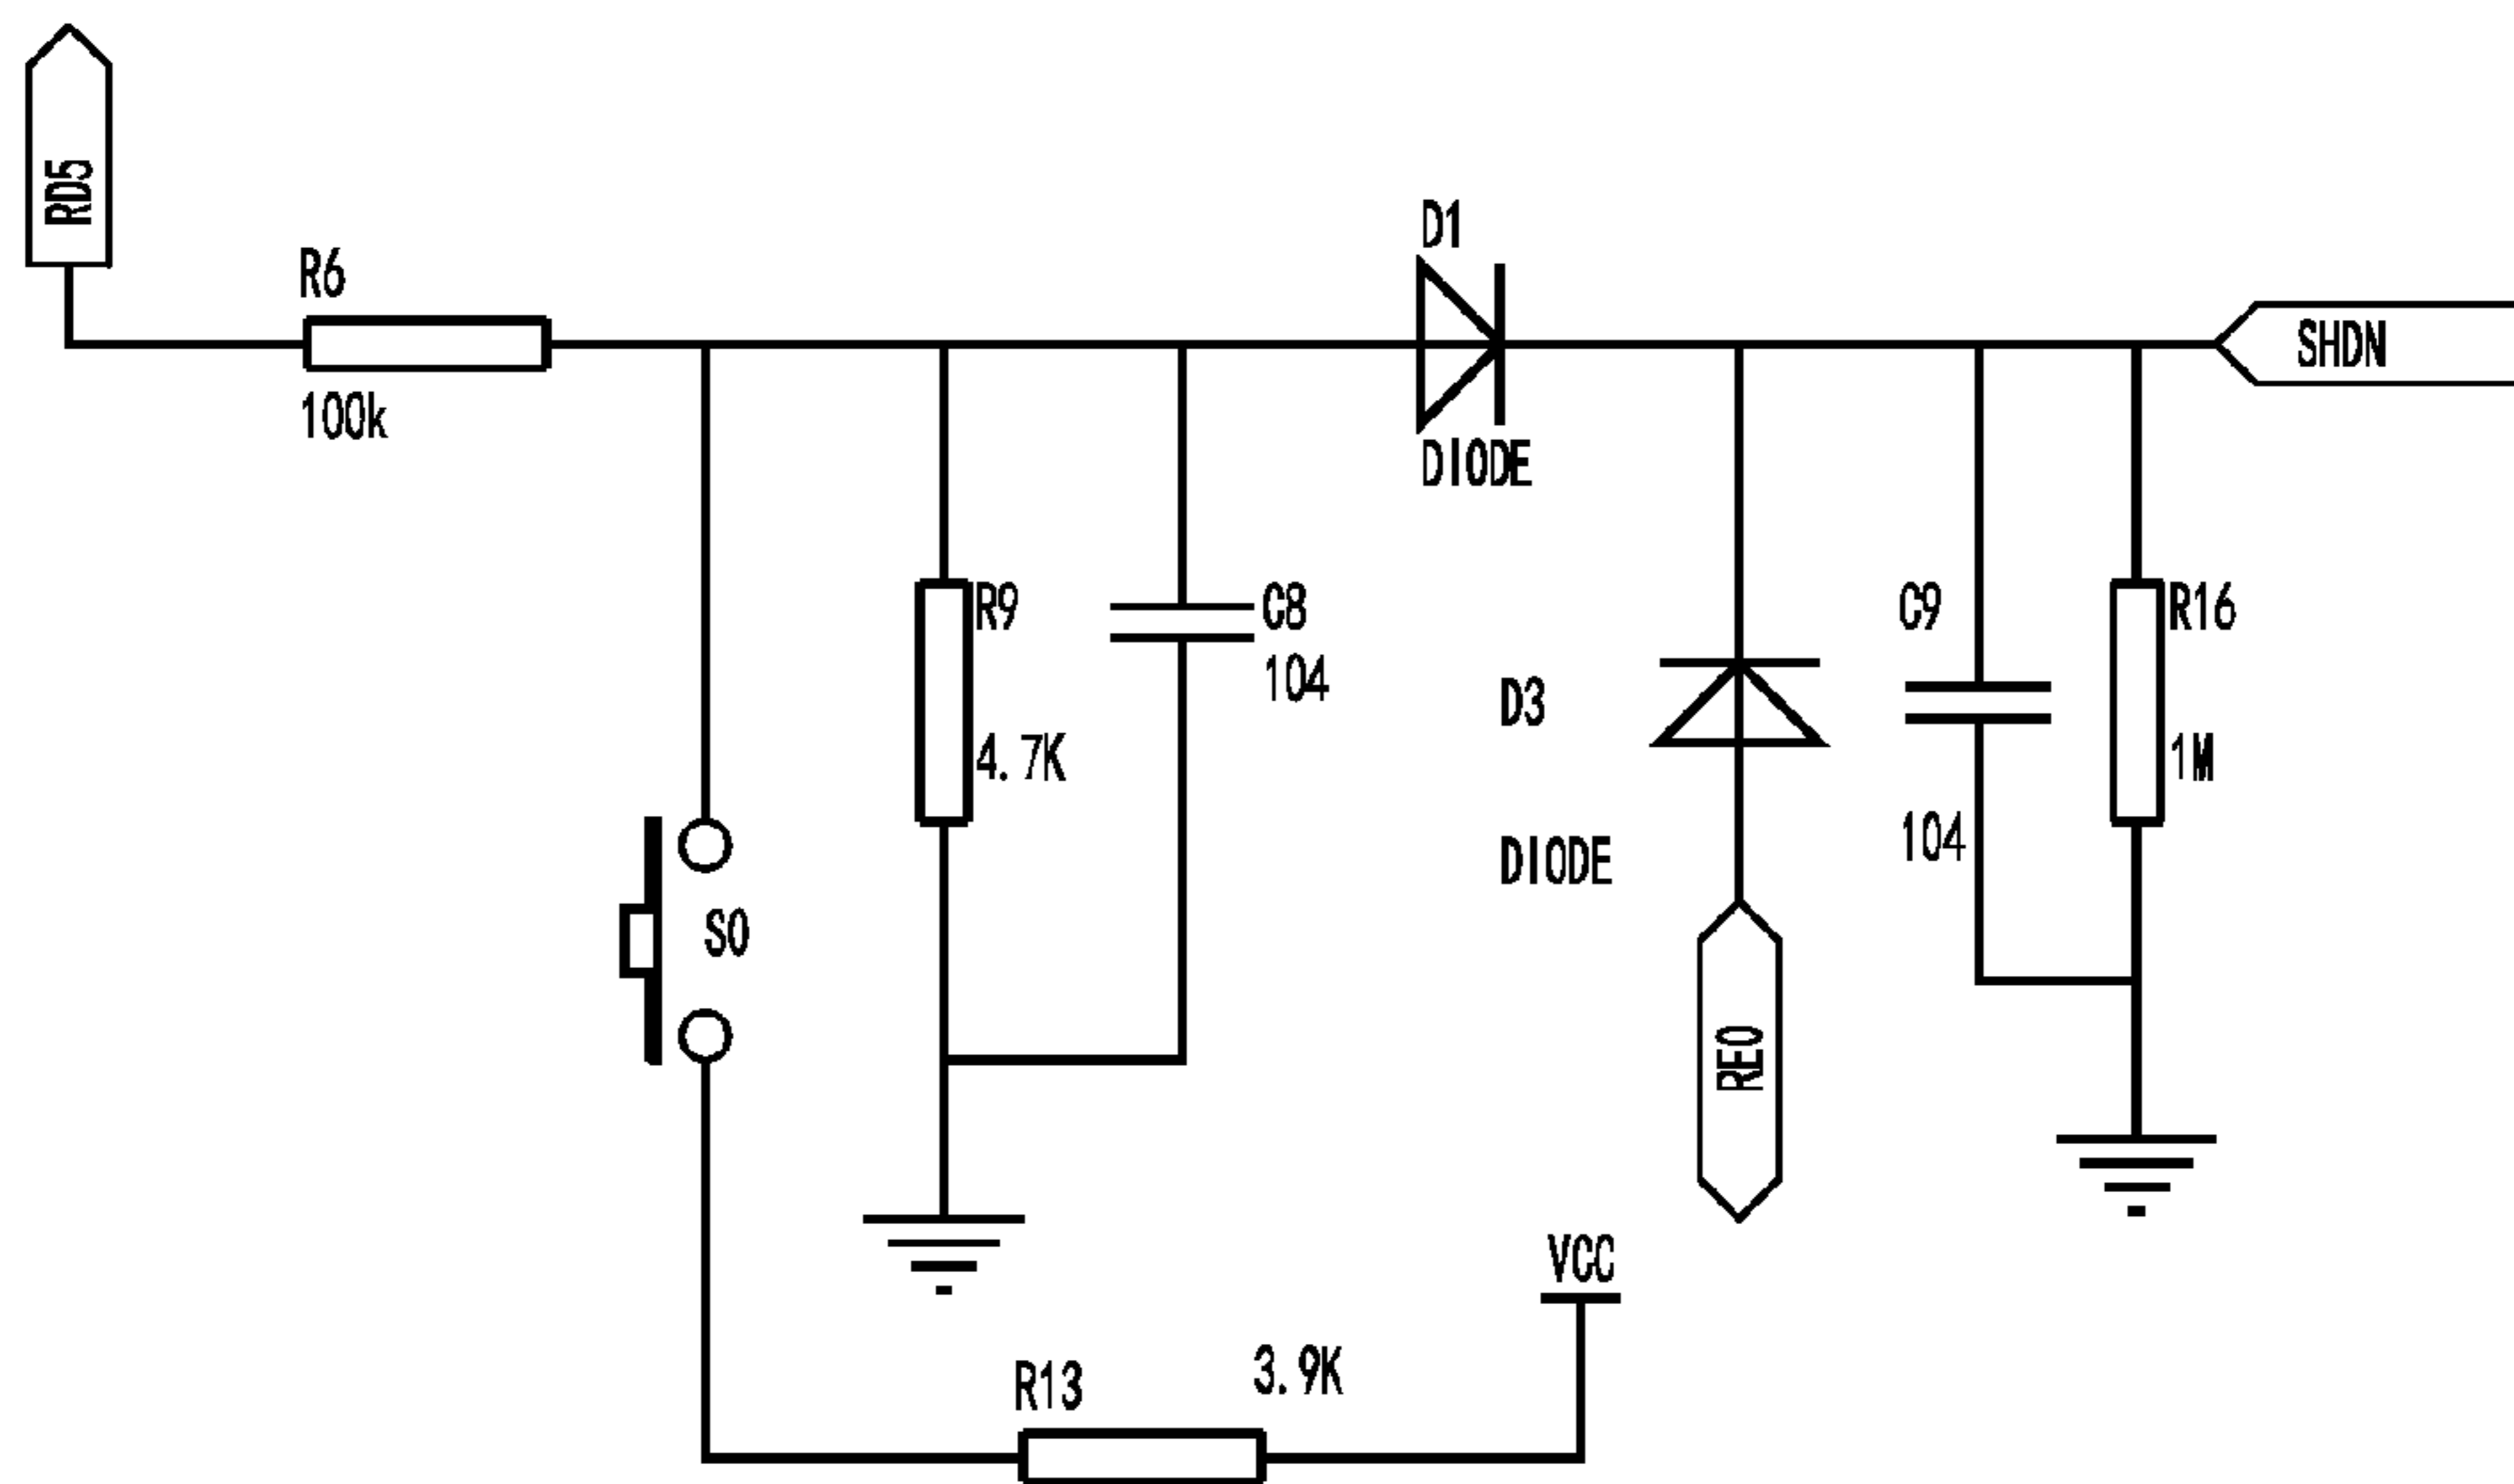 RD5
R6
100k
D1
DIODE
SHDN
R9
4.7K
C8
104
D3
DIODE
C9
104
R16
1M
S0
RE0
VCC
R13
3.9K